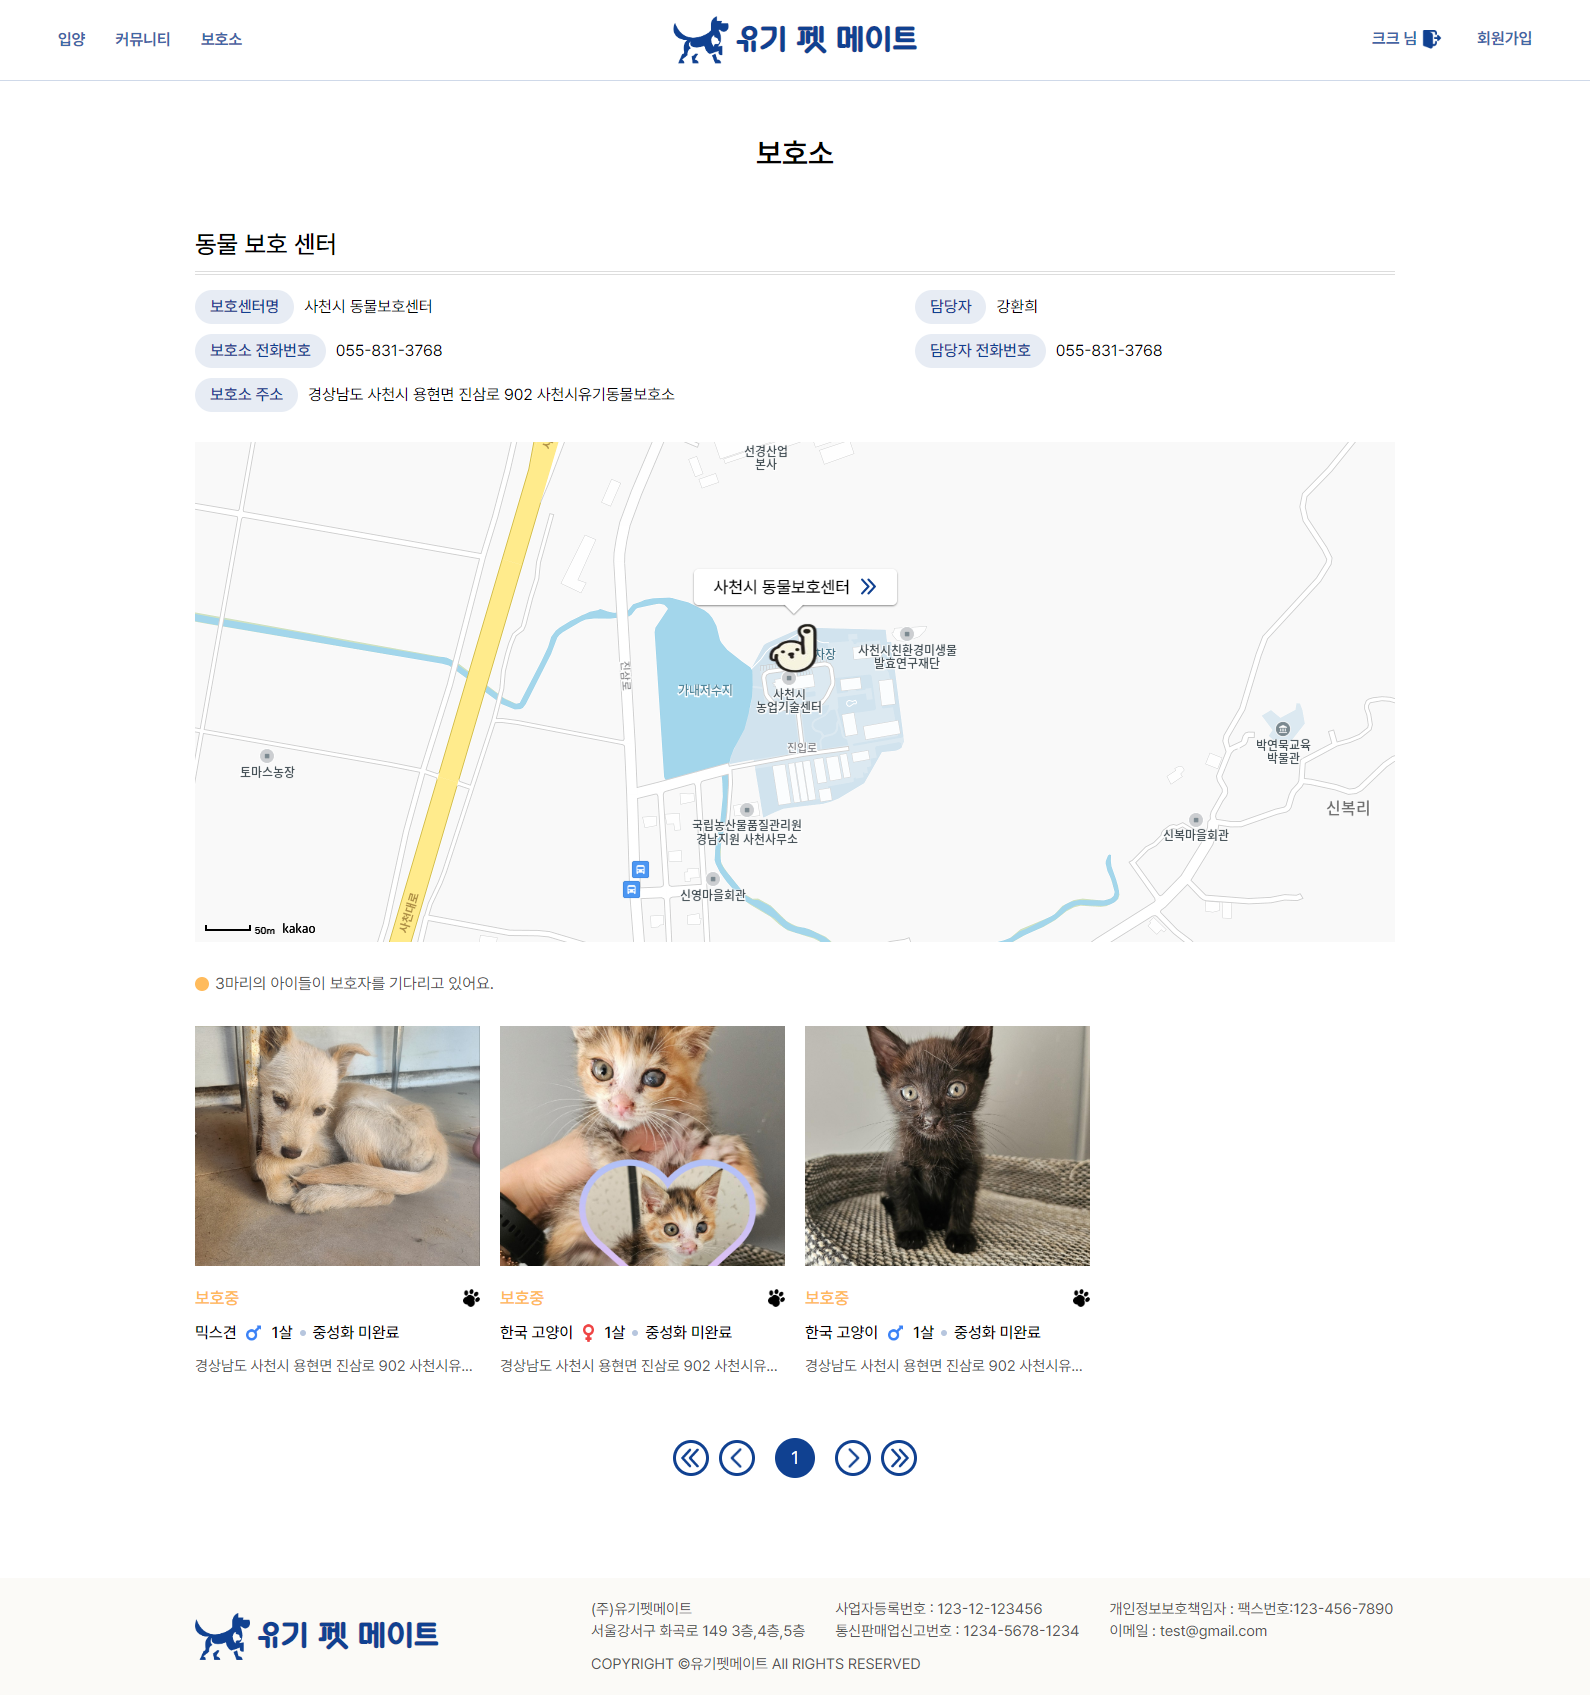 입양 커뮤니티 보호소
유기 펫 메이트
크크 님 회원가입
보호소
동물 보호 센터
보호센터명 사천시 동물보호센터
담당자 강환희
보호소 전화번호 055-831-3768
담당자 전화번호 055-831-3768
보호소 주소 경상남도 사천시 용현면 진삼로 902 사천시유기동물보호소
선경산업
본사
사천시 동물보호센터
차장
사천시친환경미생물
발효연구재단
진삼로
가내저수지
사천시
농업기술센터
진입로
토마스농장
박연묵교육
박물관
신복리
국립농산물품질관리원
경남지원 사천사무소
신복마을회관
신영마을회관
사천대로
50m kakao
3마리의 아이들이 보호자를 기다리고 있어요.
보호중
믹스견 1살 중성화 미완료
경상남도 사천시 용현면 진삼로 902 사천시유...
보호중
한국 고양이 1살 중성화 미완료
경상남도 사천시 용현면 진삼로 902 사천시유...
보호중
한국 고양이 1살 중성화 미완료
경상남도 사천시 용현면 진삼로 902 사천시유...
1
유기 펫 메이트
(주)유기펫메이트 사업자등록번호 : 123-12-123456 개인정보보호책임자 : 팩스번호:123-456-7890
서울강서구 화곡로 149 3층,4층,5층 통신판매업신고번호 : 1234-5678-1234 이메일 : test@gmail.com
COPYRIGHT ©유기펫메이트 All RIGHTS RESERVED